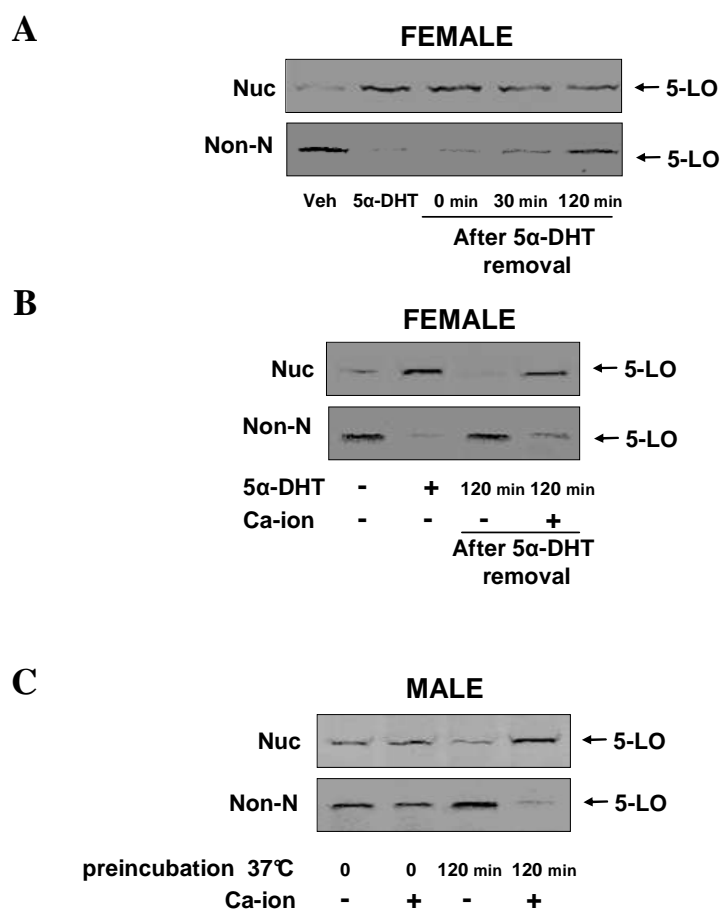 A
FEMALE
Nuc ← 5-LO
Non-N ← 5-LO
Veh 5α-DHT 0 min 30 min 120 min
After 5α-DHT
removal
B
FEMALE
Nuc ← 5-LO
Non-N ← 5-LO
5α-DHT - + 120 min 120 min
Ca-ion - - - +
After 5α-DHT
removal
C
MALE
Nuc ← 5-LO
Non-N ← 5-LO
preincubation 37°C 0 0 120 min 120 min
Ca-ion - + - +